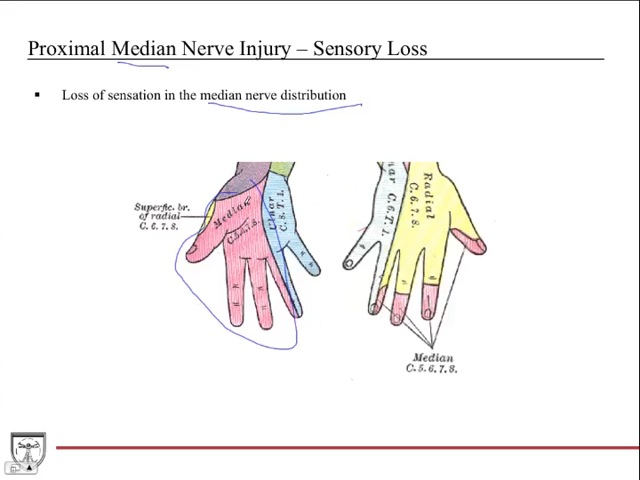 Proximal Median Nerve Injury – Sensory Loss
▪ Loss of sensation in the median nerve distribution
Superfic. br.
of radial
C. 6. 7. 8.
Median
C.5.6.7.8.
Ulnar C.8.T.1.
Radial
C.6.7.8.
Median
C.5.6.7.8.